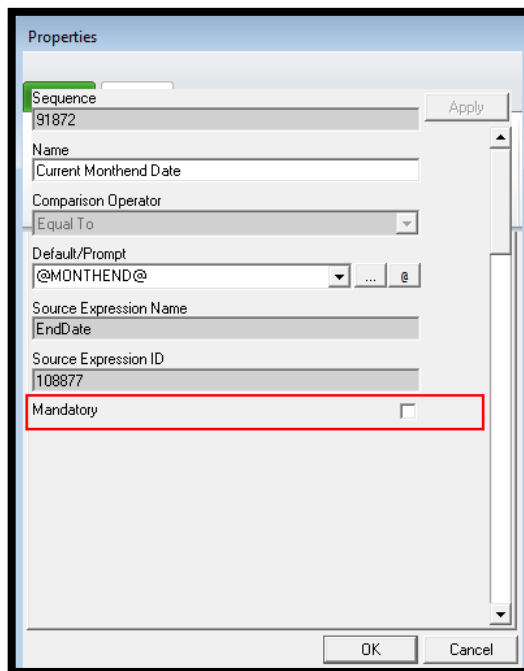 Properties
Sequence
Apply
91872
Name
Current Monthend Date
Comparison Operator
Equal To
Default/Prompt
@MONTHEND@
...
@
Source Expression Name
EndDate
Source Expression ID
108877
Mandatory
OK
Cancel